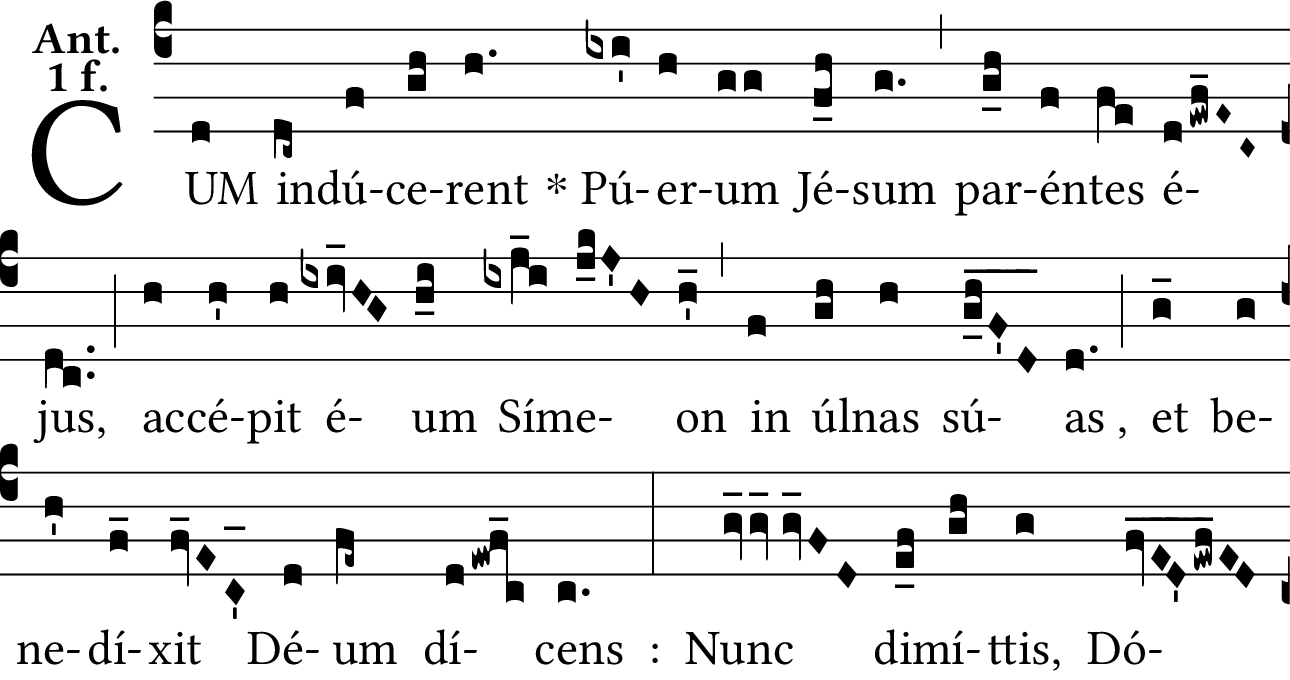 Ant.
1 f.
CUM indú-ce-rent * Pú-er-um Jé-sum par-éntes é-
jus, accé-pit é- um Síme- on in úlnas sú- as , et be-
ne-dí-xit Dé-um dí- cens : Nunc dimí-ttis, Dó-